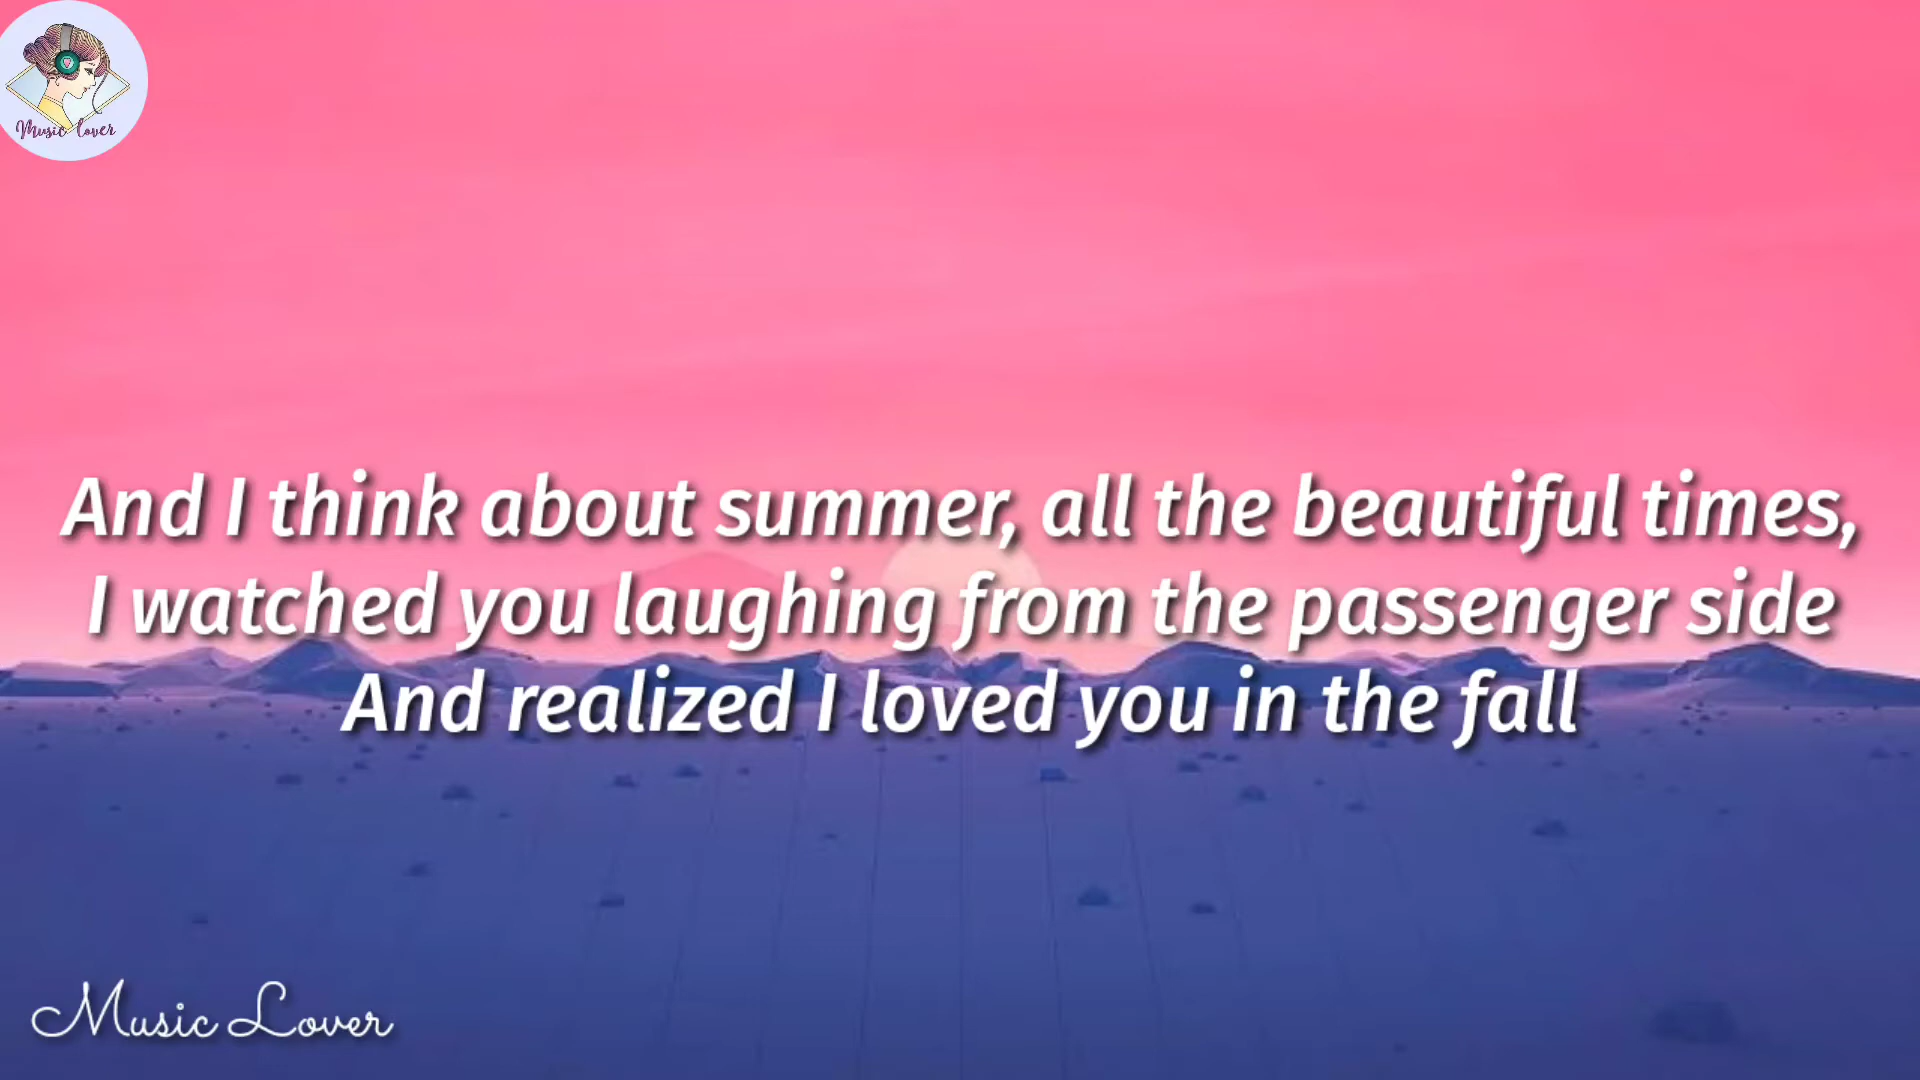 Music Lover
And I think about summer, all the beautiful times,
I watched you laughing from the passenger side
And realized I loved you in the fall
Music Lover